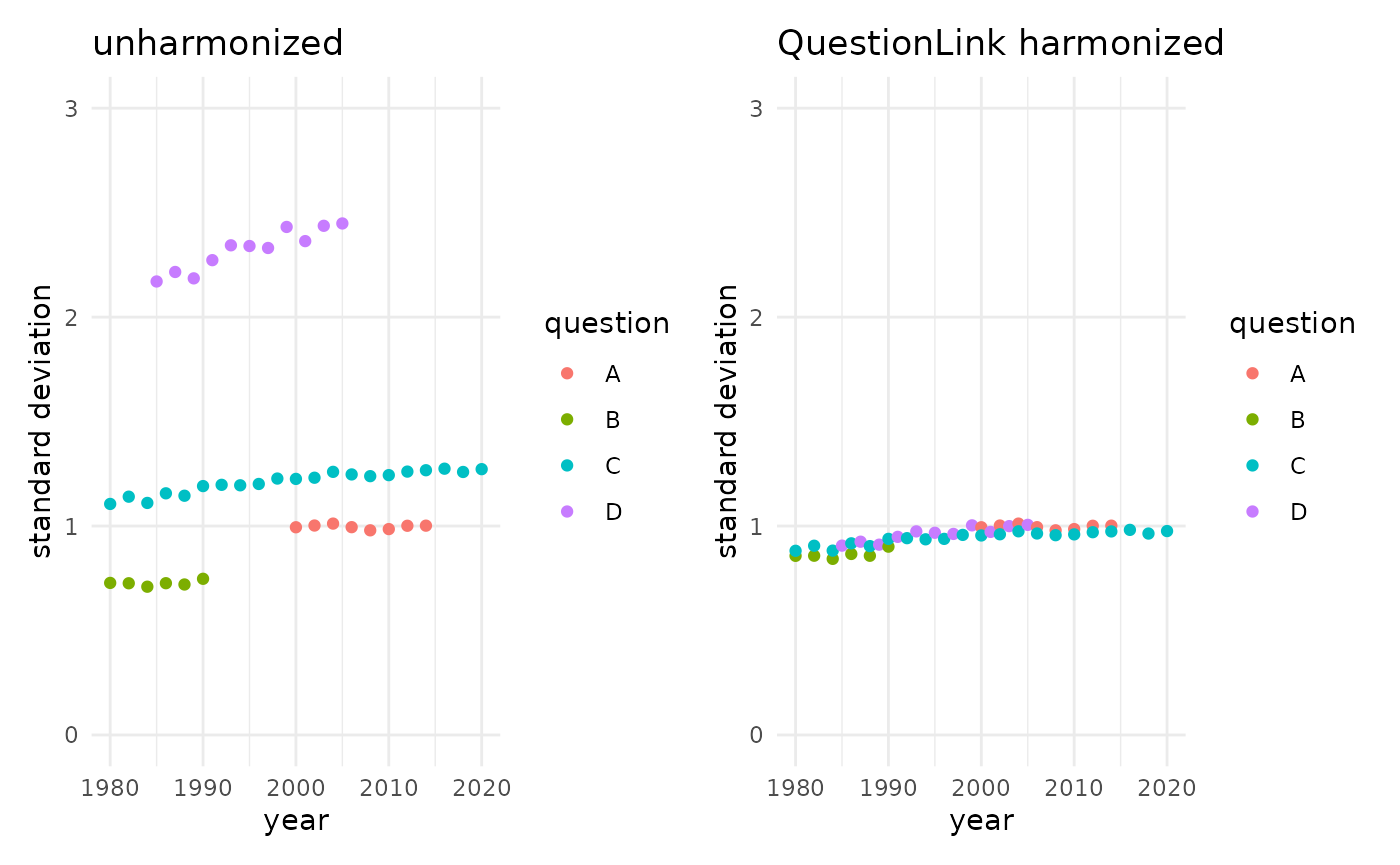 unharmonized
3
2
1
0
standard deviation
1980 1990 2000 2010 2020
year
question
A
B
C
D
QuestionLink harmonized
3
2
1
0
standard deviation
1980 1990 2000 2010 2020
year
question
A
B
C
D